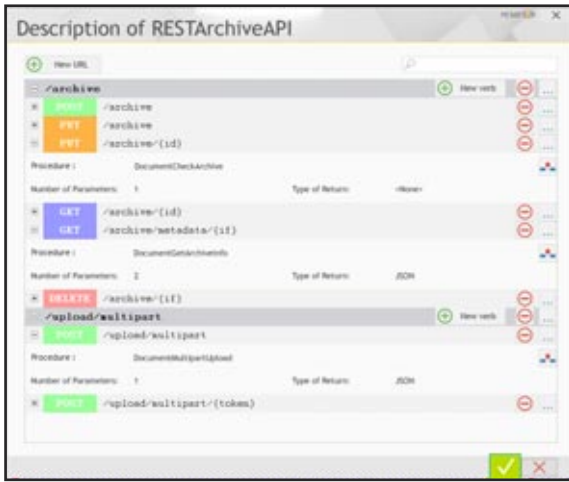 Description of RESTArchiveAPI
New URL
/archive
New verb
POST /archive
PUT /archive
PUT /archive/{id}
Procedure : DocumentCheckArchive
Number of Parameters: 1 Type of Return: <None>
GET /archive/{id}
GET /archive/metadata/{if}
Procedure : DocumentGetArchiveInfo
Number of Parameters: 2 Type of Return: JSON
DELETE /archive/{if}
/upload/multipart
New verb
POST /upload/multipart
Procedure : DocumentMultipartUpload
Number of Parameters: 1 Type of Return: JSON
POST /upload/multipart/{token}